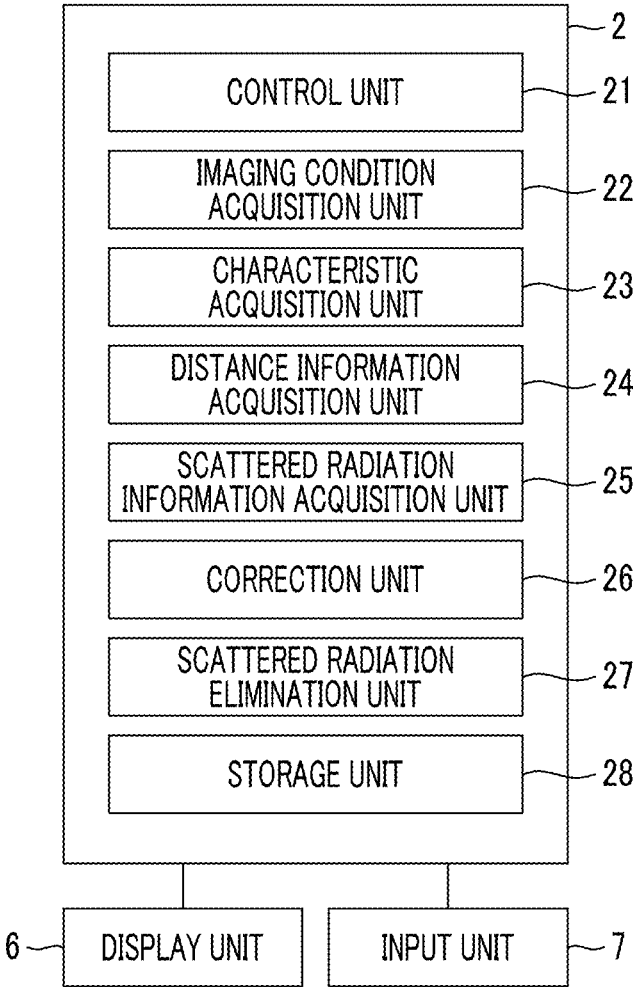 2
CONTROL UNIT
21
IMAGING CONDITION
ACQUISITION UNIT
22
CHARACTERISTIC
ACQUISITION UNIT
23
DISTANCE INFORMATION
ACQUISITION UNIT
24
SCATTERED RADIATION
INFORMATION ACQUISITION UNIT
25
CORRECTION UNIT
26
SCATTERED RADIATION
ELIMINATION UNIT
27
STORAGE UNIT
28
6
DISPLAY UNIT
INPUT UNIT
7